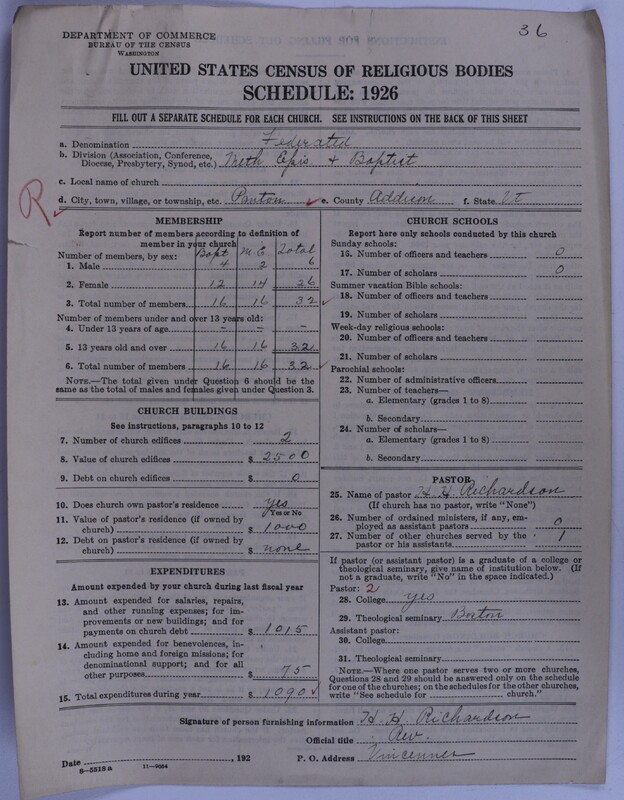 36
DEPARTMENT OF COMMERCE
BUREAU OF THE CENSUS
WASHINGTON
UNITED STATES CENSUS OF RELIGIOUS BODIES
SCHEDULE: 1926
FILL OUT A SEPARATE SCHEDULE FOR EACH CHURCH. SEE INSTRUCTIONS ON THE BACK OF THIS SHEET
a. Denomination Federated
b. Division (Association, Conference, Diocese, Presbytery, Synod, etc.) Meth Epis. & Baptist
c. Local name of church
R
d. City, town, village, or township, etc. Panton e. County Addison f. State Vt
MEMBERSHIP
Report number of members according to definition of
member in your church
Bapt M.E. Total
Number of members, by sex:
1. Male 4 2 6
2. Female 12 14 26
3. Total number of members 16 16 32
Number of members under and over 13 years old:
4. Under 13 years of age – – –
5. 13 years old and over 16 16 32
6. Total number of members 16 16 32
NOTE.—The total given under Question 6 should be the
same as the total of males and females given under Question 3.
CHURCH BUILDINGS
See instructions, paragraphs 10 to 12
7. Number of church edifices 2
8. Value of church edifices $ 2500
9. Debt on church edifices $ 0
10. Does church own pastor's residence? yes
Yes or No
11. Value of pastor's residence (if owned by
church) $ 1000
12. Debt on pastor's residence (if owned by
church) $ none
EXPENDITURES
Amount expended by your church during last fiscal year
13. Amount expended for salaries, repairs,
and other running expenses; for im-
provements or new buildings; and for
payments on church debt $ 1015
14. Amount expended for benevolences, in-
cluding home and foreign missions; for
denominational support; and for all
other purposes $ 75
15. Total expenditures during year $ 1090
CHURCH SCHOOLS
Report here only schools conducted by this church
Sunday schools:
16. Number of officers and teachers 0
17. Number of scholars 0
Summer vacation Bible schools:
18. Number of officers and teachers
19. Number of scholars
Week-day religious schools:
20. Number of officers and teachers
21. Number of scholars
Parochial schools:
22. Number of administrative officers
23. Number of teachers—
a. Elementary (grades 1 to 8)
b. Secondary
24. Number of scholars—
a. Elementary (grades 1 to 8)
b. Secondary
PASTOR
25. Name of pastor H. H. Richardson
(If church has no pastor, write "None")
26. Number of ordained ministers, if any, em-
ployed as assistant pastors 0
27. Number of other churches served by the
pastor or his assistants 1
If pastor (or assistant pastor) is a graduate of a college or
theological seminary, give name of institution below. (If
not a graduate, write "No" in the space indicated.)
Pastor: 2
28. College yes
29. Theological seminary Boston
Assistant pastor:
30. College
31. Theological seminary
NOTE.—Where one pastor serves two or more churches,
Questions 28 and 29 should be answered only on the schedule
for one of the churches; on the schedules for the other churches,
write "See schedule for church."
Signature of person furnishing information H. H. Richardson
Official title Rev.
Date , 192 P. O. Address Vincennes
8—5518 a 11—9024